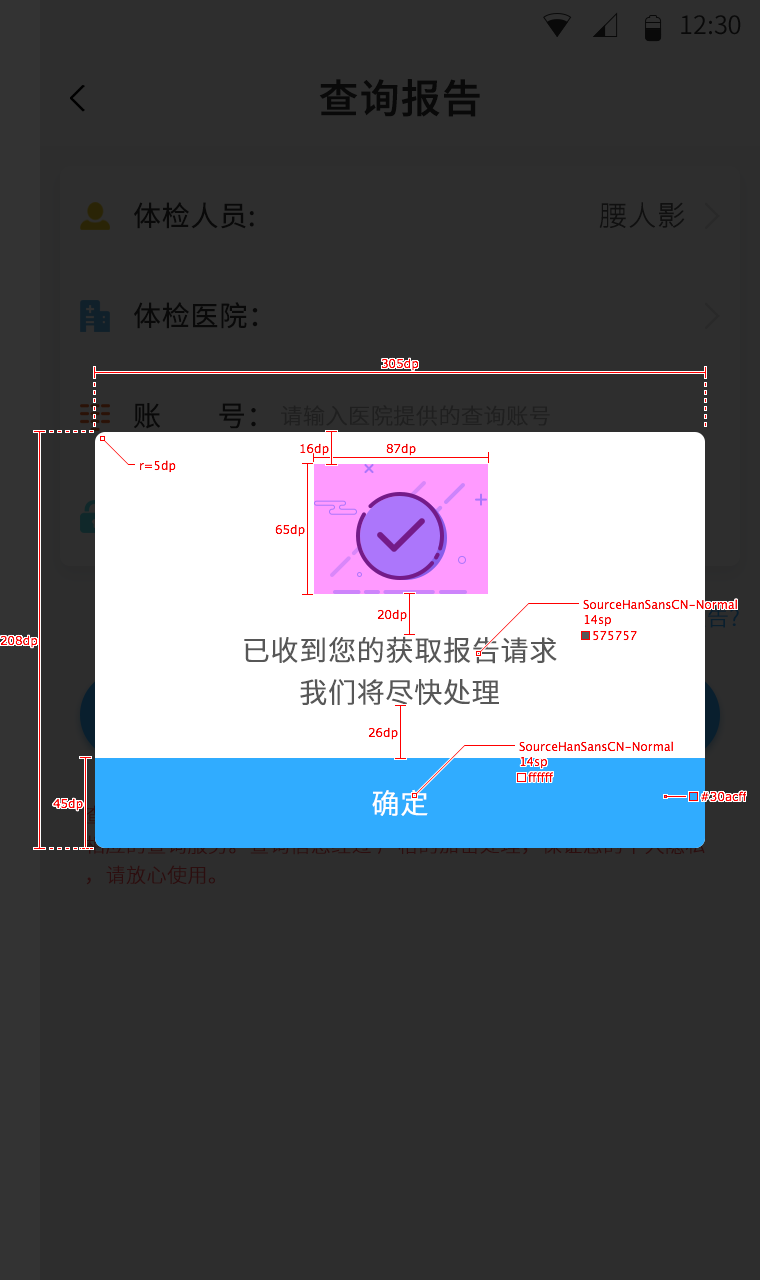 12:30
查询报告
体检人员:
腰人影
体检医院：
305dp
账 号：
请输入医院提供的查询账号
16dp
87dp
r=5dp
65dp
20dp
SourceHanSansCN-Normal
14sp
575757
告?
208dp
已收到您的获取报告请求
我们将尽快处理
26dp
SourceHanSansCN-Normal
14sp
ffffff
45dp
确定
#30acff
，请放心使用。